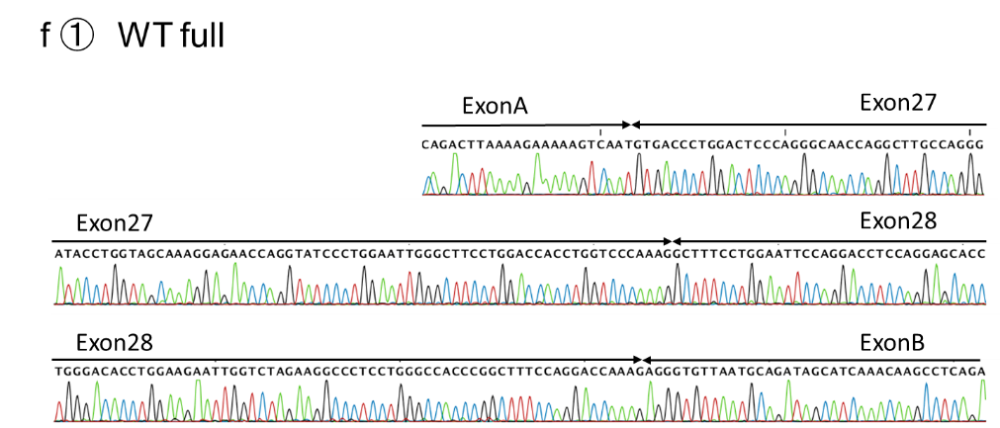 f ① WT full
ExonA Exon27
CAGACTTAAAAGAAAAAGTCAATGTGACCCTGGACTCCCAGGGCAACCAGGCTTGCCAGGG
Exon27 Exon28
ATACCTGGTAGCAAAGGAGAACCAGGTATCCCTGGAATTGGGCTTCCTGGACCACCTGGTCCCAAAGGCTTTCCTGGAATTCCAGGACCTCCAGGAGCACC
Exon28 ExonB
TGGGACACCTGGAAGAATTGGTCTAGAAGGCCCTCCTGGGCCACCCGGCTTTCCAGGACCAAAGAGGGTGTTAATGCAGATAGCATCAAACAAGCCTCAGA